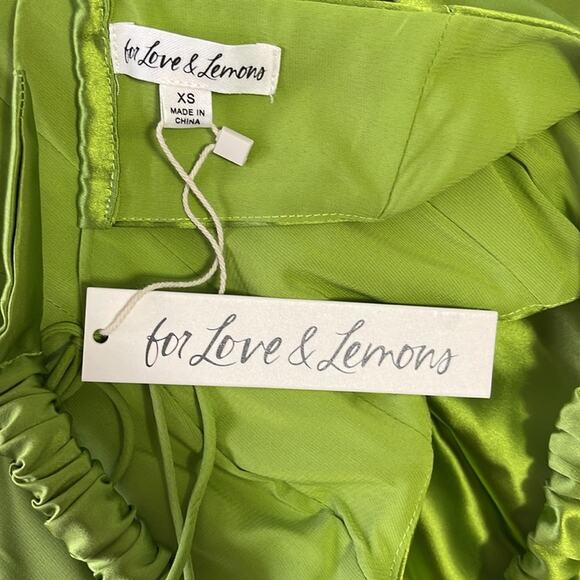 for Love & Lemons
XS
MADE IN
CHINA
for Love & Lemons